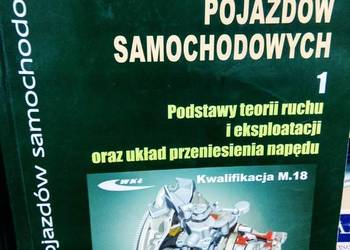 POJAZDÓW
SAMOCHODOWYCH
1
Podstawy teorii ruchu
i eksploatacji
oraz układ przeniesienia napędu
WKŁ
Kwalifikacja M.18
ojazdów samochodo